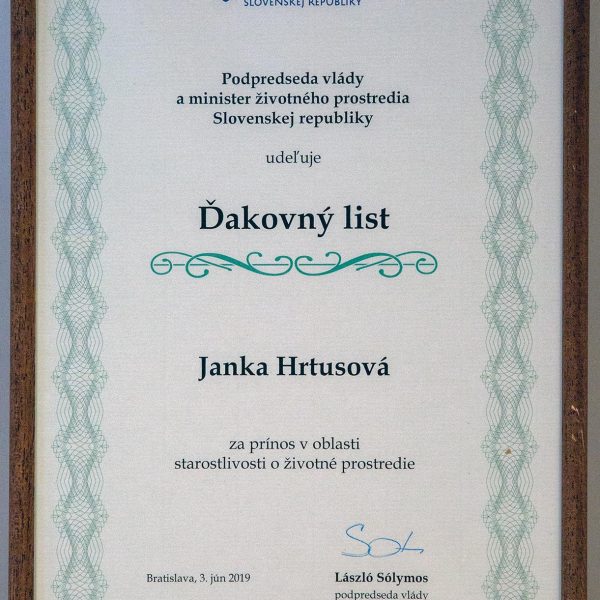 SLOVENSKEJ REPUBLIKY
Podpredseda vlády
a minister životného prostredia
Slovenskej republiky
udeľuje
Ďakovný list
Janka Hrtusová
za prínos v oblasti
starostlivosti o životné prostredie
Bratislava, 3. jún 2019
László Sólymos
podpredseda vlády